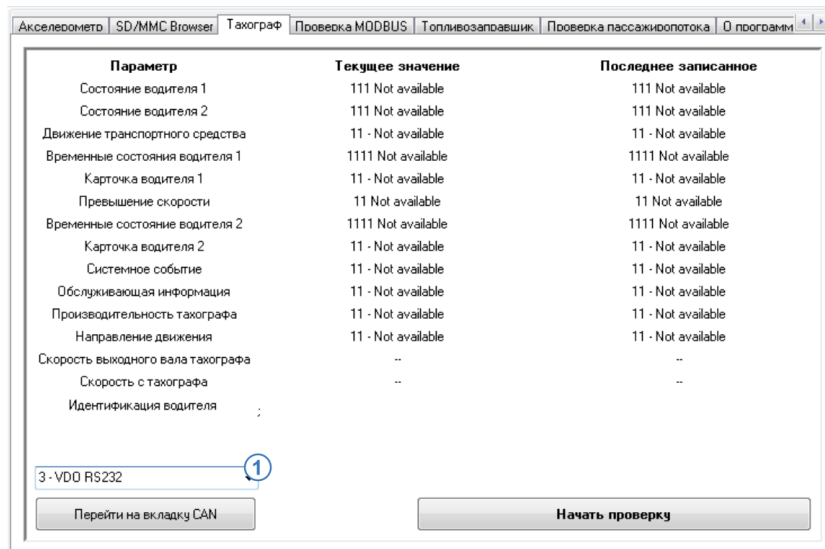 Акселерометр SD/MMC Browser Тахограф Проверка MODBUS Топливозаправщик Проверка пассажиропотока О программ
Параметр Текущее значение Последнее записанное
Состояние водителя 1 111 Not available 111 Not available
Состояние водителя 2 111 Not available 111 Not available
Движение транспортного средства 11 - Not available 11 - Not available
Временные состояния водителя 1 1111 Not available 1111 Not available
Карточка водителя 1 11 - Not available 11 - Not available
Превышение скорости 11 Not available 11 Not available
Временные состояние водителя 2 1111 Not available 1111 Not available
Карточка водителя 2 11 - Not available 11 - Not available
Системное событие 11 - Not available 11 - Not available
Обслуживающая информация 11 - Not available 11 - Not available
Производительность тахографа 11 - Not available 11 - Not available
Направление движения 11 - Not available 11 - Not available
Скорость выходного вала тахографа -- --
Скорость с тахографа -- --
Идентификация водителя ;
3 - VDO RS232 1
Перейти на вкладку CAN Начать проверку